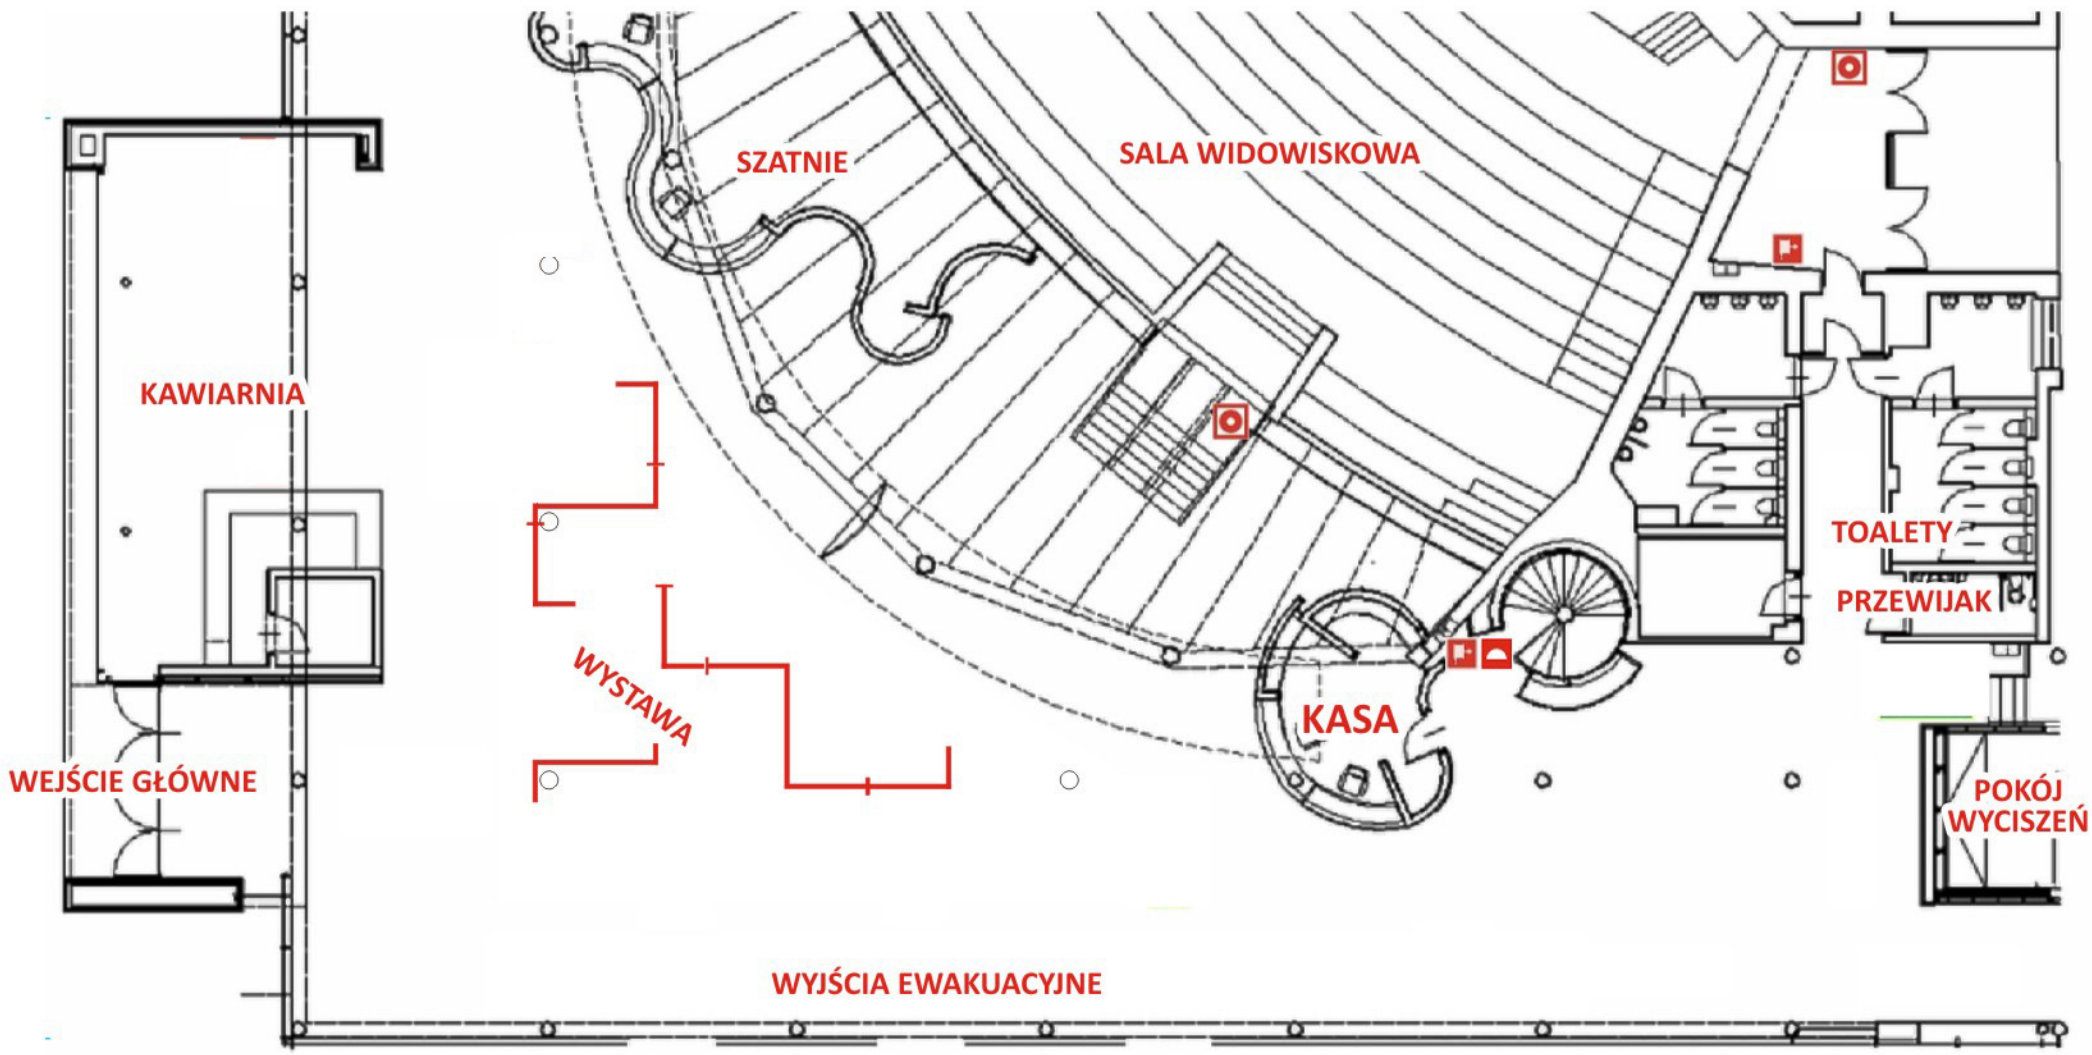 SZATNIE
SALA WIDOWISKOWA
KAWIARNIA
TOALETY
PRZEWIJAK
WYSTAWA
KASA
WEJŚCIE GŁÓWNE
POKÓJ
WYCISZEŃ
WYJŚCIA EWAKUACYJNE